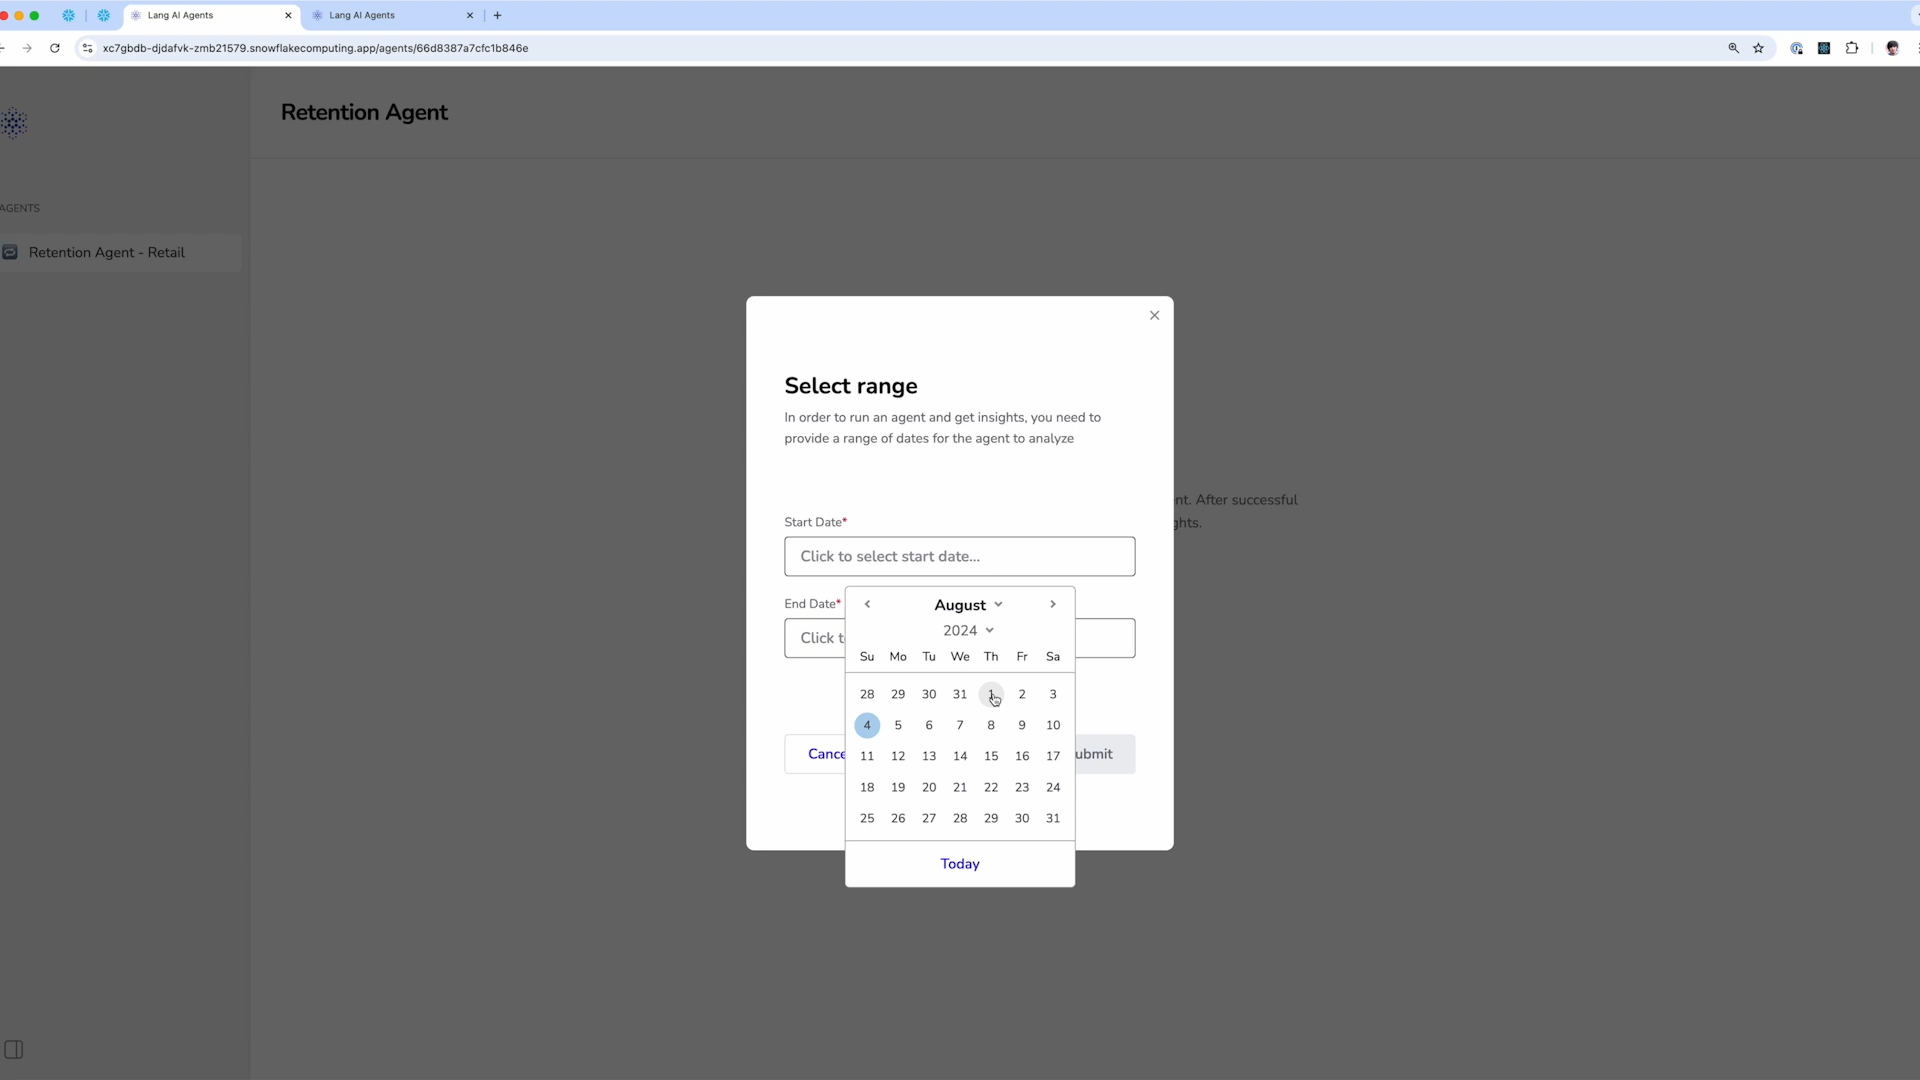 Lang AI Agents
Lang AI Agents
xc7gbdb-djdafvk-zmb21579.snowflakecomputing.app/agents/66d8387a7cfc1b846e
Retention Agent
AGENTS
Retention Agent - Retail
Select range
In order to run an agent and get insights, you need to
provide a range of dates for the agent to analyze
nt. After successful
ghts.
Start Date*
Click to select start date...
End Date*
Click t
August
2024
Su Mo Tu We Th Fr Sa
28 29 30 31 1 2 3
4 5 6 7 8 9 10
11 12 13 14 15 16 17
18 19 20 21 22 23 24
25 26 27 28 29 30 31
Cance
ubmit
Today